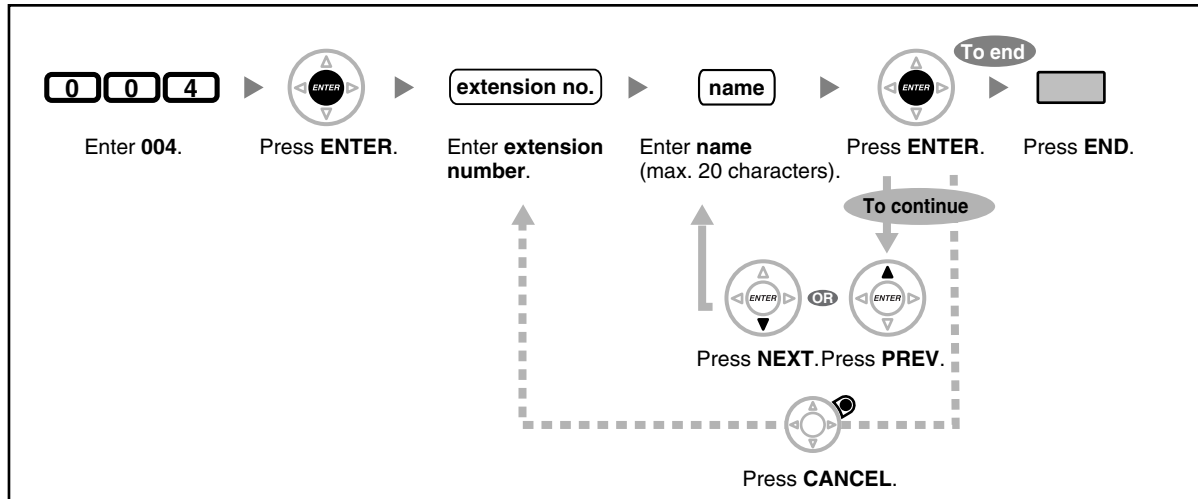 To end
0 0 4 ENTER extension no. name ENTER
Enter 004. Press ENTER. Enter extension number. Enter name (max. 20 characters). Press ENTER. Press END.
To continue
ENTER OR ENTER
Press NEXT. Press PREV.
Press CANCEL.